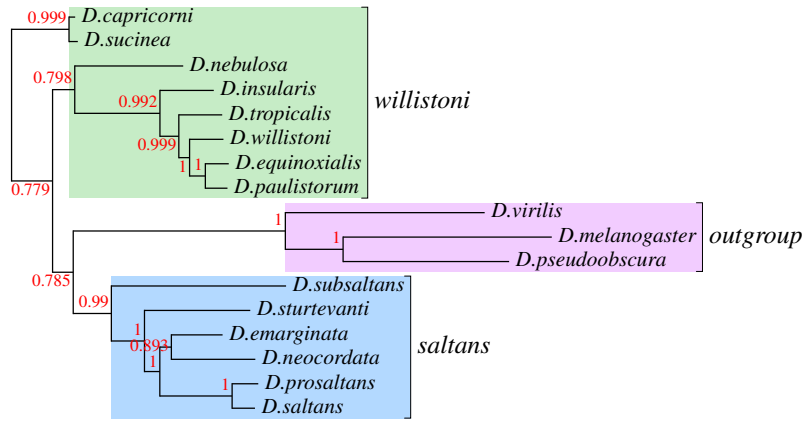 0.999
D.capricorni
D.sucinea
0.798
D.nebulosa
0.992
D.insularis
willistoni
D.tropicalis
0.999
D.willistoni
1
1
D.equinoxialis
0.779
D.paulistorum
1
D.virilis
1
D.melanogaster
outgroup
D.pseudoobscura
0.785
0.99
D.subsaltans
D.sturtevanti
1
0.893
D.emarginata
saltans
1
D.neocordata
1
D.prosaltans
D.saltans